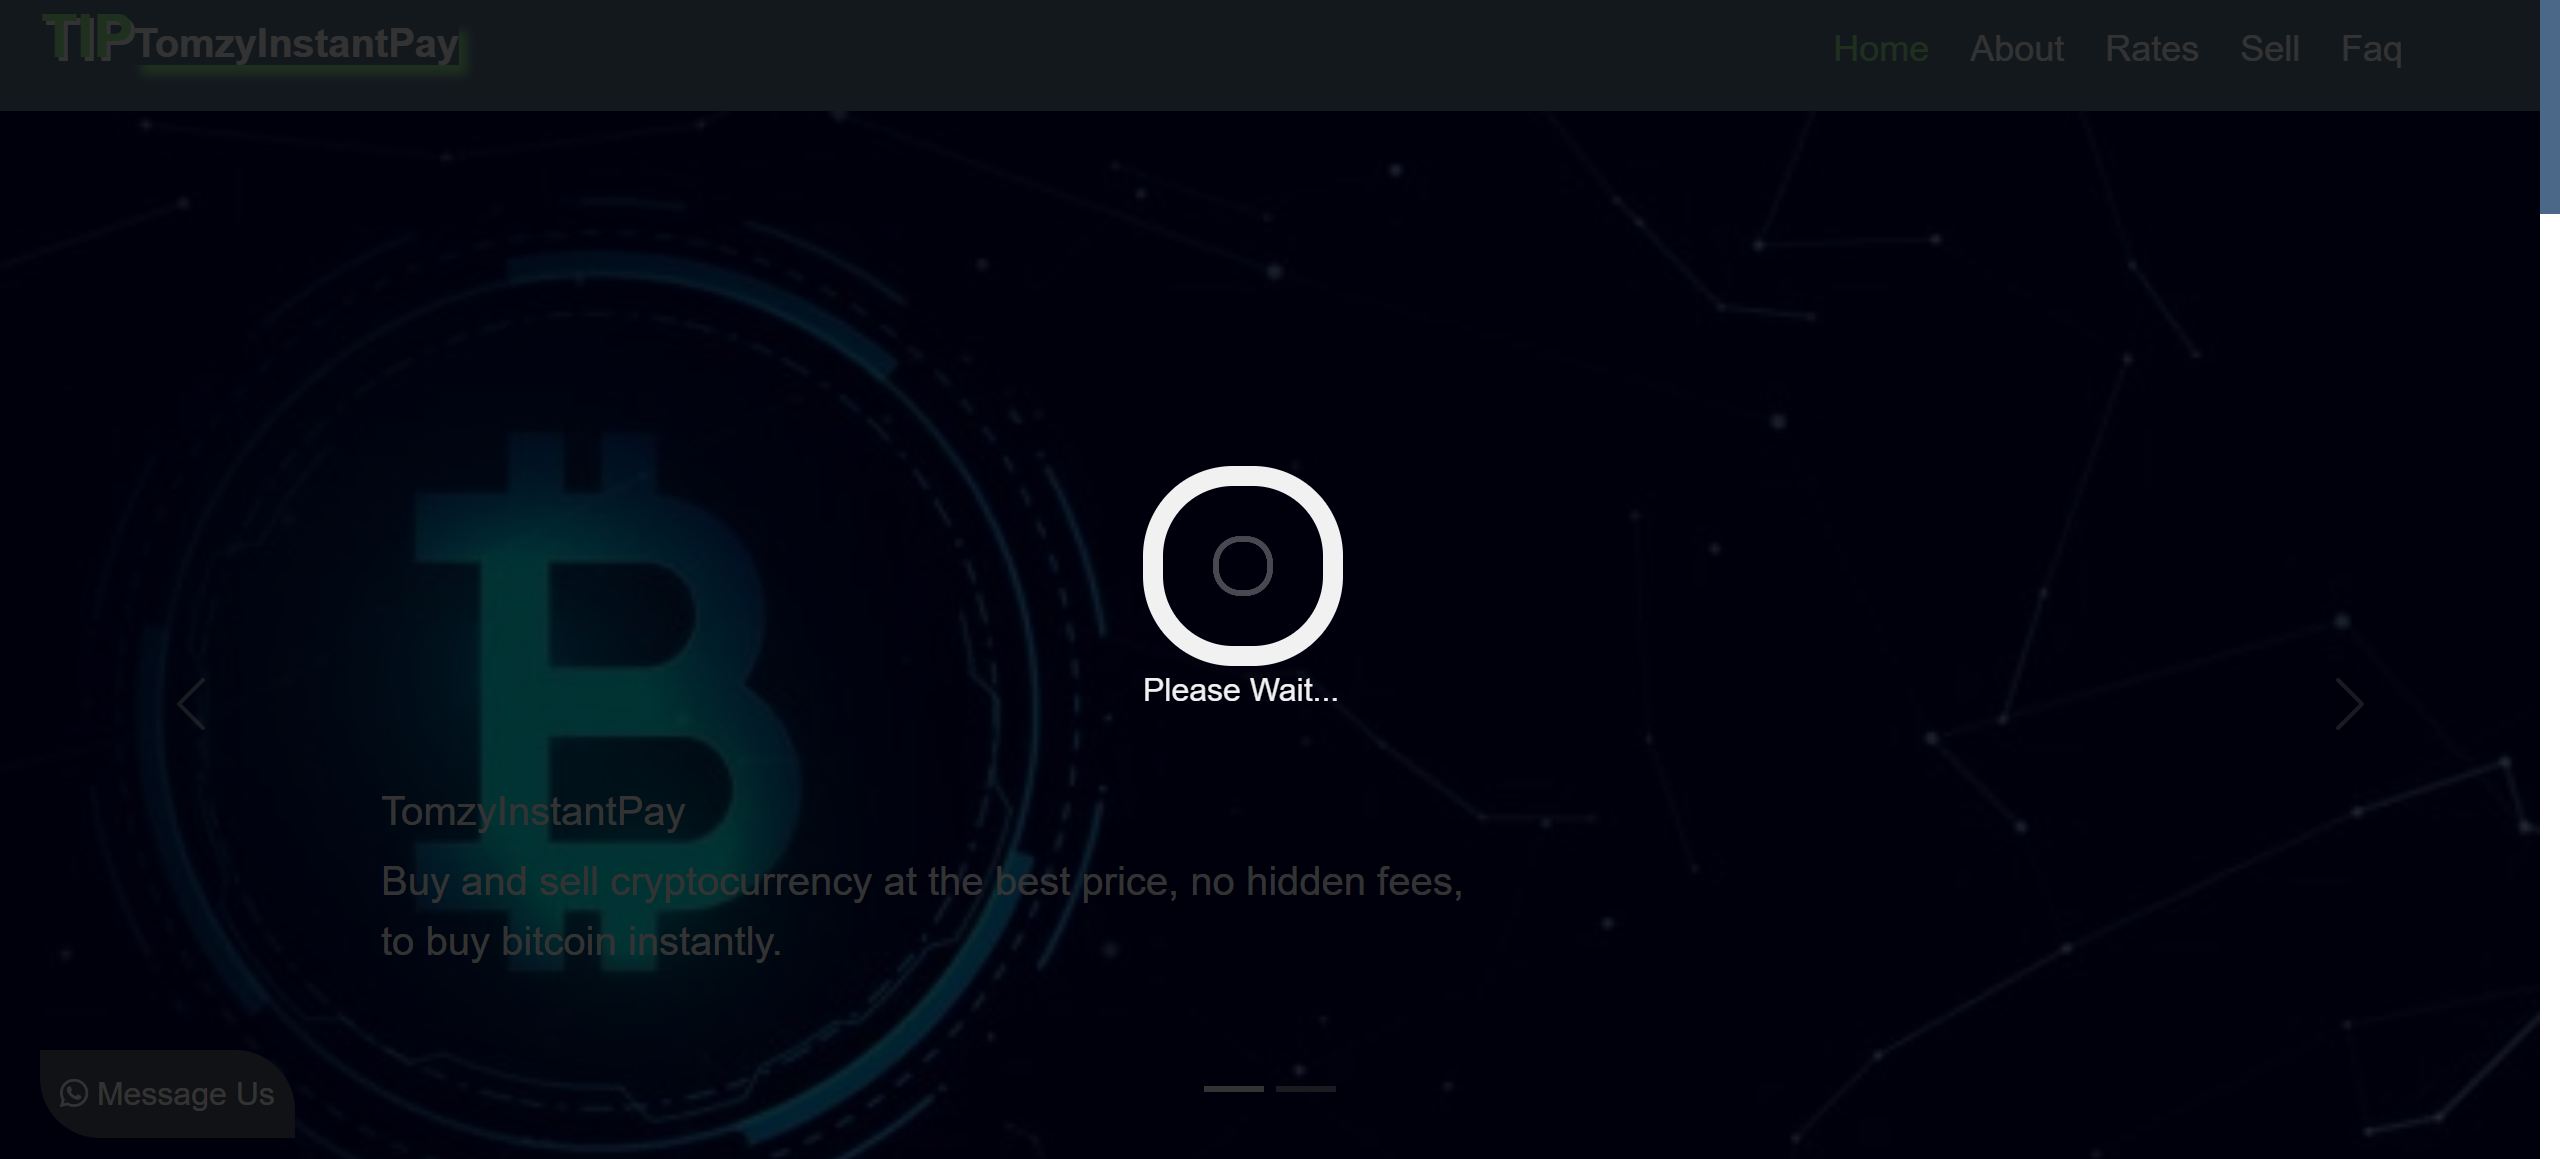 TIP TomzyInstantPay
Home About Rates Sell Faq
Please Wait...
TomzyInstantPay
Buy and sell cryptocurrency at the best price, no hidden fees,
to buy bitcoin instantly.
Message Us